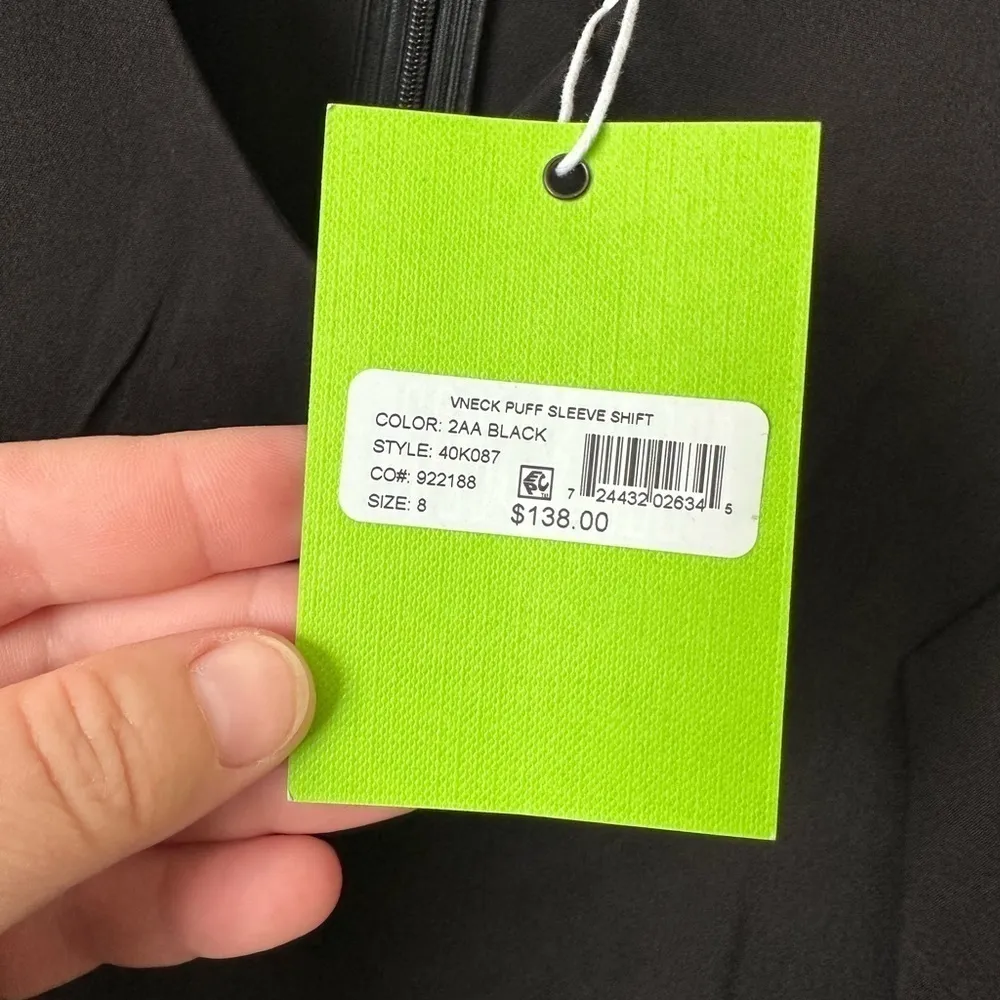 VNECK PUFF SLEEVE SHIFT
COLOR: 2AA BLACK
STYLE: 40K087
CO#: 922188
SIZE: 8
EPC™
7 24432 02634 5
$138.00